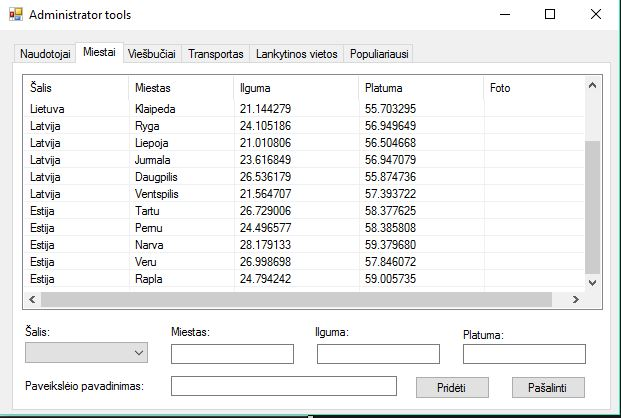 Administrator tools
Naudotojai Miestai Viešbučiai Transportas Lankytinos vietos Populiariausi
Šalis Miestas Ilguma Platuma Foto
Lietuva Klaipeda 21.144279 55.703295
Latvija Ryga 24.105186 56.949649
Latvija Liepoja 21.010806 56.504668
Latvija Jurmala 23.616849 56.947079
Latvija Daugpilis 26.536179 55.874736
Latvija Ventspilis 21.564707 57.393722
Estija Tartu 26.729006 58.377625
Estija Pernu 24.496577 58.385808
Estija Narva 28.179133 59.379680
Estija Veru 26.998698 57.846072
Estija Rapla 24.794242 59.005735
Šalis: Miestas: Ilguma: Platuma:
Paveikslėio pavadinimas: Pridėti Pašalinti